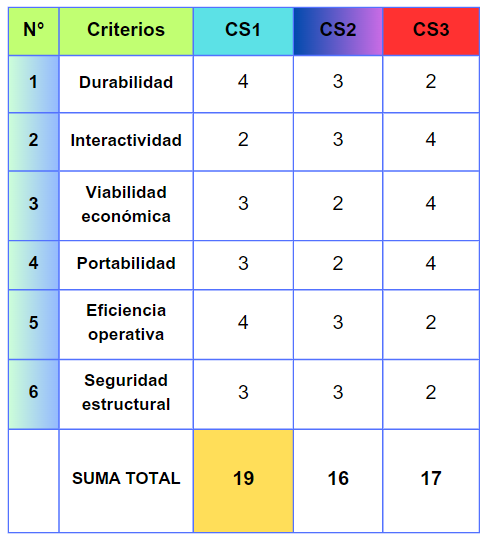 N° Criterios CS1 CS2 CS3
1 Durabilidad 4 3 2
2 Interactividad 2 3 4
3 Viabilidad económica 3 2 4
4 Portabilidad 3 2 4
5 Eficiencia operativa 4 3 2
6 Seguridad estructural 3 3 2
SUMA TOTAL 19 16 17